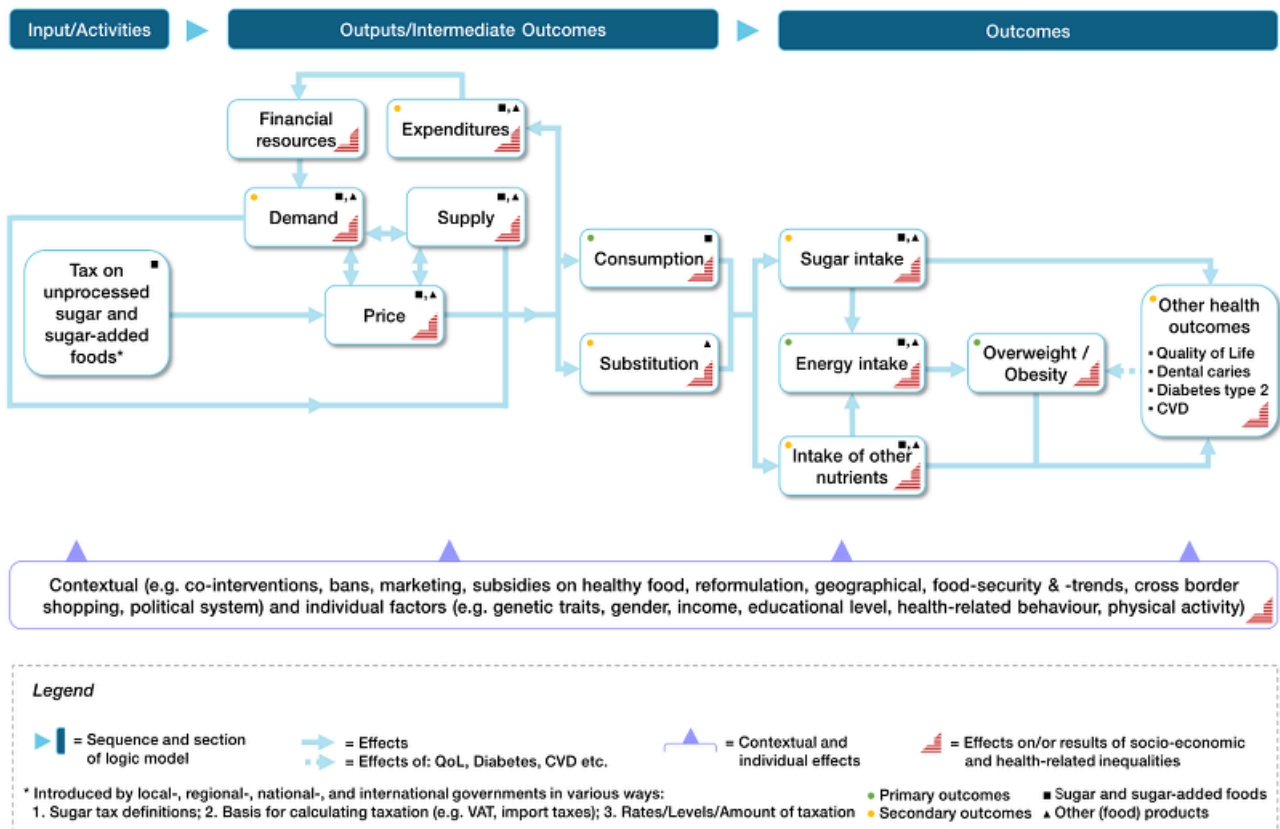 Input/Activities
Outputs/Intermediate Outcomes
Outcomes
Financial
resources
Expenditures
Demand
Supply
Tax on
unprocessed
sugar and
sugar-added
foods*
Price
Consumption
Substitution
Sugar intake
Energy intake
Intake of other
nutrients
Overweight /
Obesity
Other health
outcomes
• Quality of Life
• Dental caries
• Diabetes type 2
• CVD
Contextual (e.g. co-interventions, bans, marketing, subsidies on healthy food, reformulation, geographical, food-security & -trends, cross border
shopping, political system) and individual factors (e.g. genetic traits, gender, income, educational level, health-related behaviour, physical activity)
Legend
= Sequence and section
of logic model
= Effects
= Effects of: QoL, Diabetes, CVD etc.
= Contextual and
individual effects
= Effects on/or results of socio-economic
and health-related inequalities
* Introduced by local-, regional-, national-, and international governments in various ways:
1. Sugar tax definitions; 2. Basis for calculating taxation (e.g. VAT, import taxes); 3. Rates/Levels/Amount of taxation
Primary outcomes
Secondary outcomes
Sugar and sugar-added foods
Other (food) products